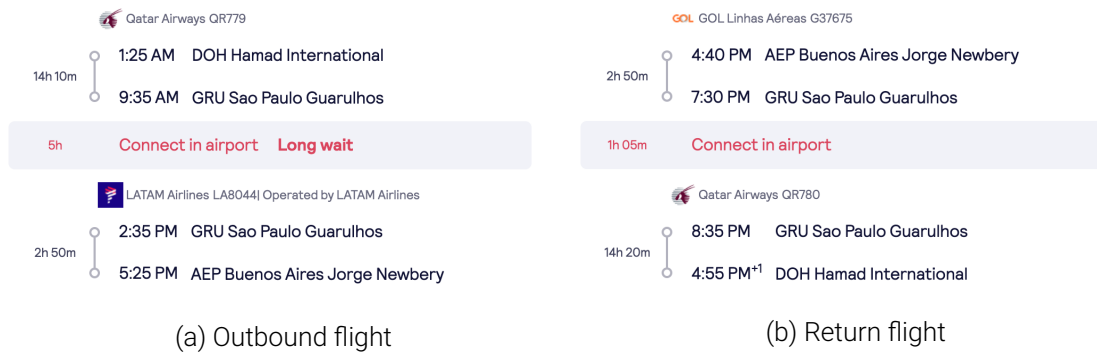 Qatar Airways QR779
1:25 AM DOH Hamad International
14h 10m
9:35 AM GRU Sao Paulo Guarulhos
5h Connect in airport Long wait
LATAM Airlines LA8044| Operated by LATAM Airlines
2:35 PM GRU Sao Paulo Guarulhos
2h 50m
5:25 PM AEP Buenos Aires Jorge Newbery
(a) Outbound flight
GOL GOL Linhas Aéreas G37675
4:40 PM AEP Buenos Aires Jorge Newbery
2h 50m
7:30 PM GRU Sao Paulo Guarulhos
1h 05m Connect in airport
Qatar Airways QR780
8:35 PM GRU Sao Paulo Guarulhos
14h 20m
4:55 PM+1 DOH Hamad International
(b) Return flight